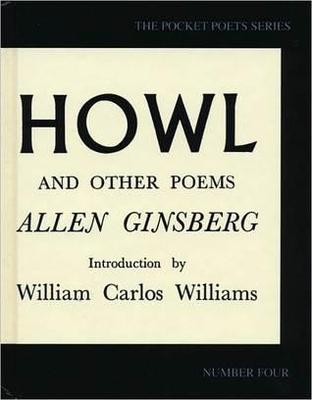 THE POCKET POETS SERIES
HOWL
AND OTHER POEMS
ALLEN GINSBERG
Introduction by
William Carlos Williams
NUMBER FOUR